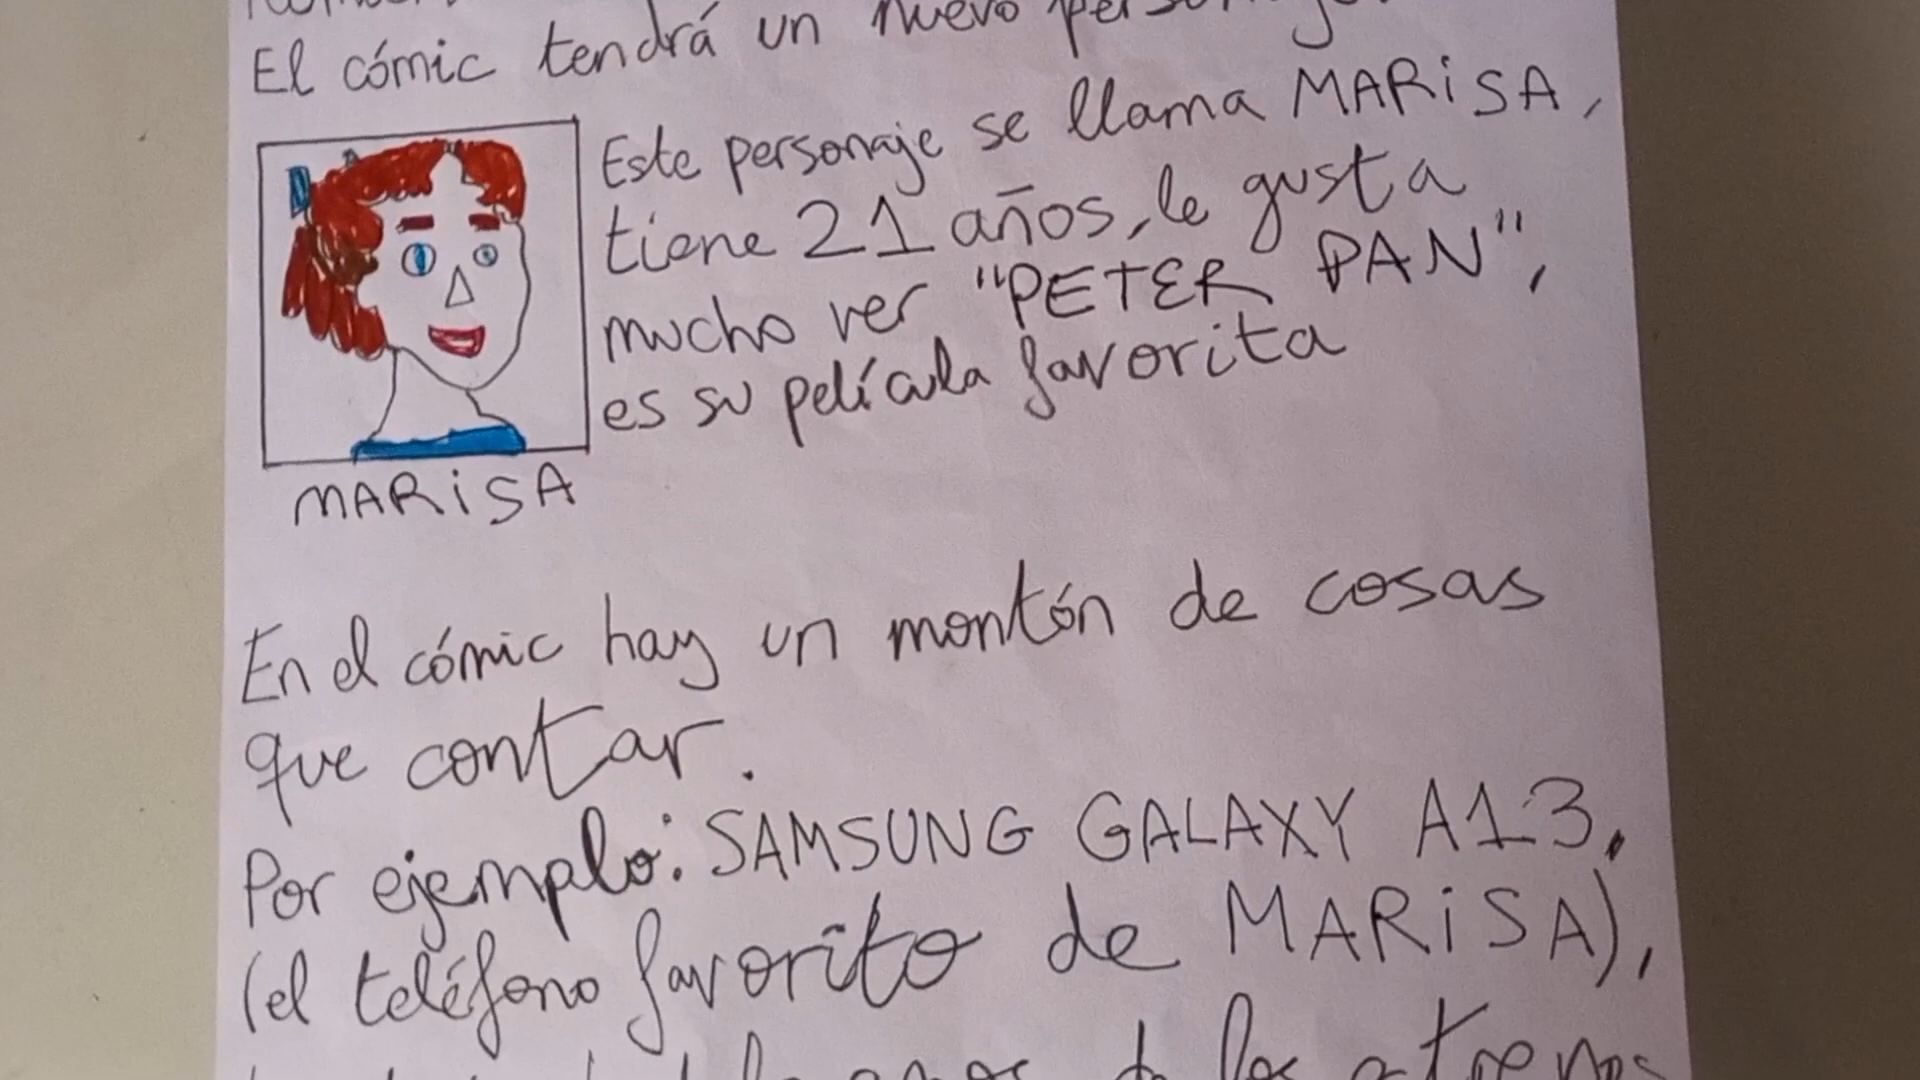 El cómic tendrá un nuevo personaje.
Este personaje se llama MARiSA,
tiene 21 años, le gusta
mucho ver "PETER PAN",
es su película favorita
MARiSA
En el cómic hay un montón de cosas
que contar.
Por ejemplo: SAMSUNG GALAXY A13,
(el teléfono favorito de MARiSA),